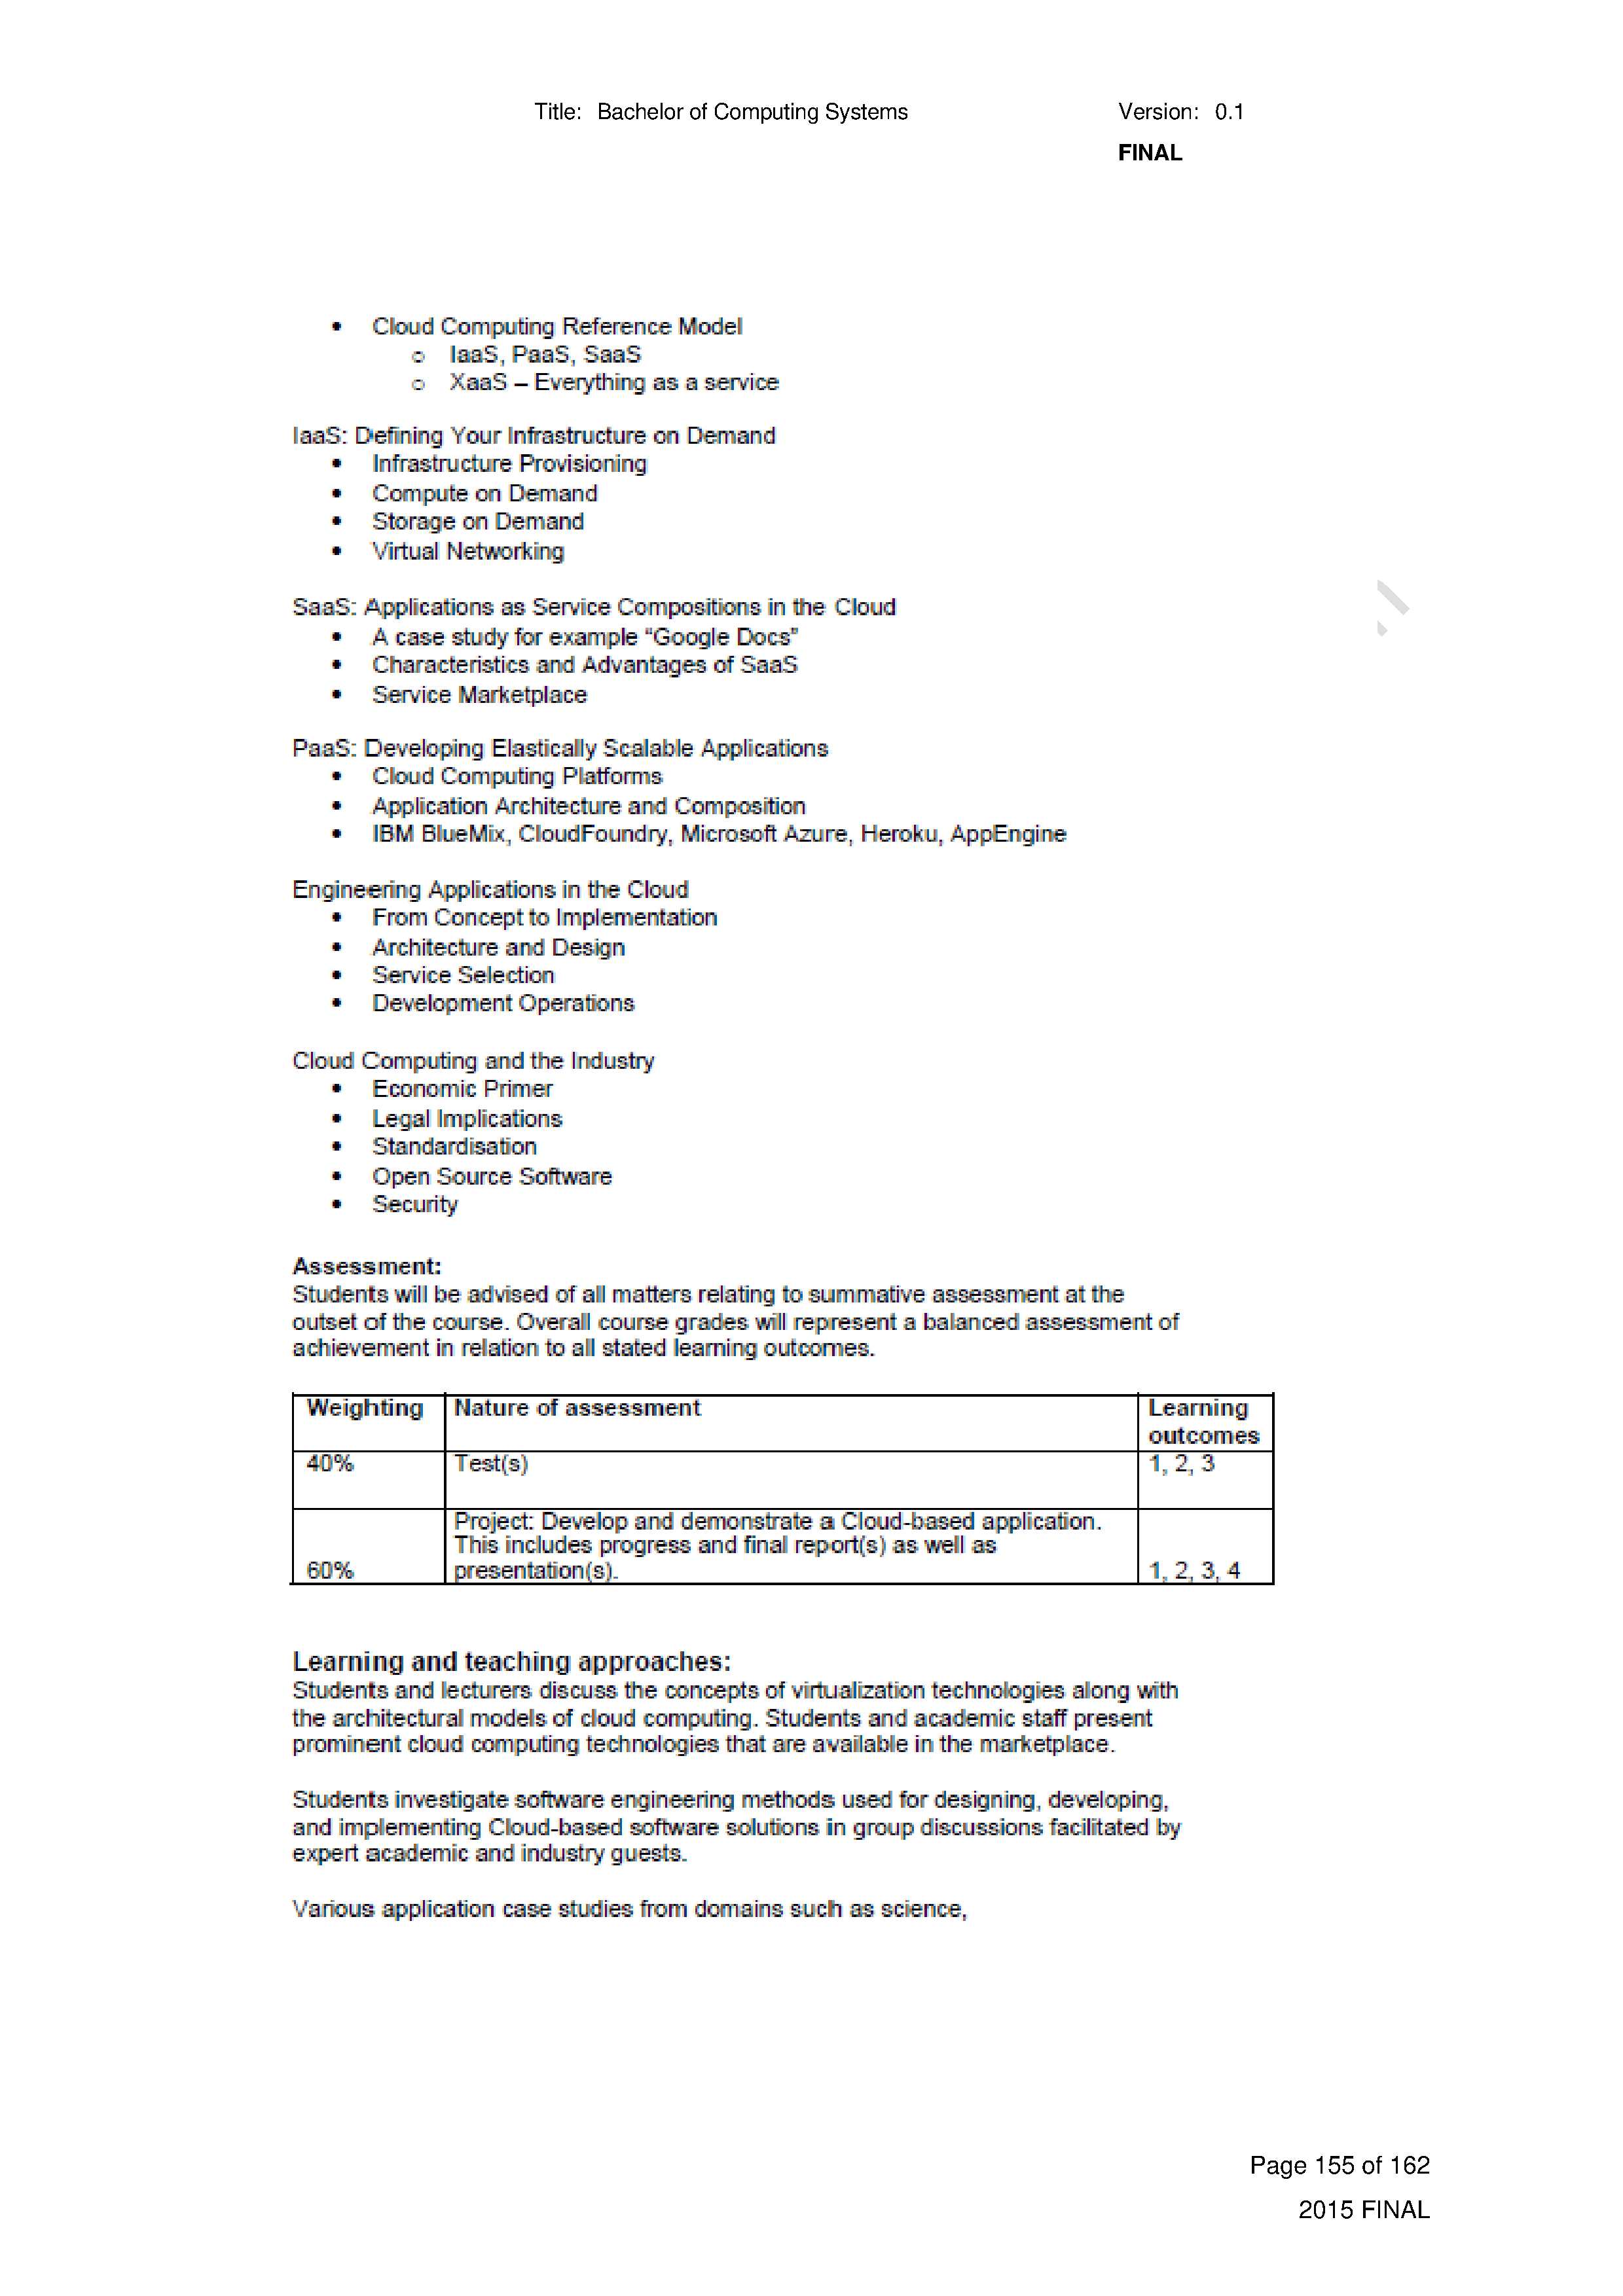 Title: Bachelor of Computing Systems Version: 0.1
FINAL
• Cloud Computing Reference Model
o IaaS, PaaS, SaaS
o XaaS – Everything as a service
IaaS: Defining Your Infrastructure on Demand
• Infrastructure Provisioning
• Compute on Demand
• Storage on Demand
• Virtual Networking
SaaS: Applications as Service Compositions in the Cloud
• A case study for example “Google Docs”
• Characteristics and Advantages of SaaS
• Service Marketplace
PaaS: Developing Elastically Scalable Applications
• Cloud Computing Platforms
• Application Architecture and Composition
• IBM BlueMix, CloudFoundry, Microsoft Azure, Heroku, AppEngine
Engineering Applications in the Cloud
• From Concept to Implementation
• Architecture and Design
• Service Selection
• Development Operations
Cloud Computing and the Industry
• Economic Primer
• Legal Implications
• Standardisation
• Open Source Software
• Security
Assessment:
Students will be advised of all matters relating to summative assessment at the
outset of the course. Overall course grades will represent a balanced assessment of
achievement in relation to all stated learning outcomes.
Weighting Nature of assessment Learning
outcomes
40% Test(s) 1, 2, 3
Project: Develop and demonstrate a Cloud-based application.
This includes progress and final report(s) as well as
60% presentation(s). 1, 2, 3, 4
Learning and teaching approaches:
Students and lecturers discuss the concepts of virtualization technologies along with
the architectural models of cloud computing. Students and academic staff present
prominent cloud computing technologies that are available in the marketplace.
Students investigate software engineering methods used for designing, developing,
and implementing Cloud-based software solutions in group discussions facilitated by
expert academic and industry guests.
Various application case studies from domains such as science,
Page 155 of 162
2015 FINAL